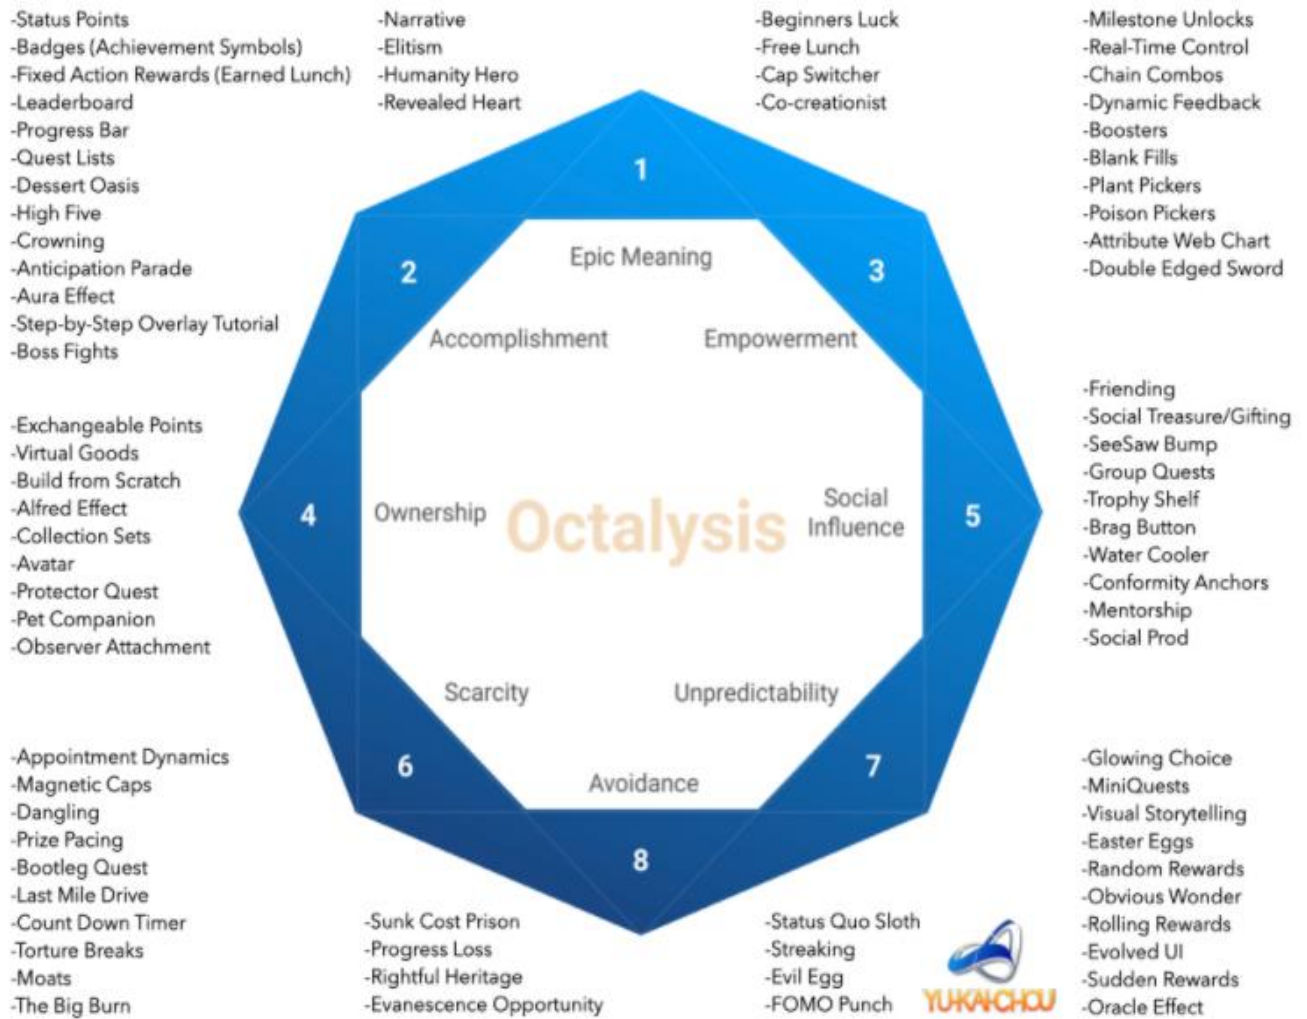 -Status Points
-Badges (Achievement Symbols)
-Fixed Action Rewards (Earned Lunch)
-Leaderboard
-Progress Bar
-Quest Lists
-Dessert Oasis
-High Five
-Crowning
-Anticipation Parade
-Aura Effect
-Step-by-Step Overlay Tutorial
-Boss Fights
-Narrative
-Elitism
-Humanity Hero
-Revealed Heart
-Beginners Luck
-Free Lunch
-Cap Switcher
-Co-creationist
-Milestone Unlocks
-Real-Time Control
-Chain Combos
-Dynamic Feedback
-Boosters
-Blank Fills
-Plant Pickers
-Poison Pickers
-Attribute Web Chart
-Double Edged Sword
1
Epic Meaning
2
Accomplishment
3
Empowerment
-Exchangeable Points
-Virtual Goods
-Build from Scratch
-Alfred Effect
-Collection Sets
-Avatar
-Protector Quest
-Pet Companion
-Observer Attachment
4
Ownership
Octalysis
Social
Influence
5
-Friending
-Social Treasure/Gifting
-SeeSaw Bump
-Group Quests
-Trophy Shelf
-Brag Button
-Water Cooler
-Conformity Anchors
-Mentorship
-Social Prod
Scarcity
6
Unpredictability
7
Avoidance
8
-Appointment Dynamics
-Magnetic Caps
-Dangling
-Prize Pacing
-Bootleg Quest
-Last Mile Drive
-Count Down Timer
-Torture Breaks
-Moats
-The Big Burn
-Sunk Cost Prison
-Progress Loss
-Rightful Heritage
-Evanescence Opportunity
-Status Quo Sloth
-Streaking
-Evil Egg
-FOMO Punch
YU-KAI CHOU
-Glowing Choice
-MiniQuests
-Visual Storytelling
-Easter Eggs
-Random Rewards
-Obvious Wonder
-Rolling Rewards
-Evolved UI
-Sudden Rewards
-Oracle Effect